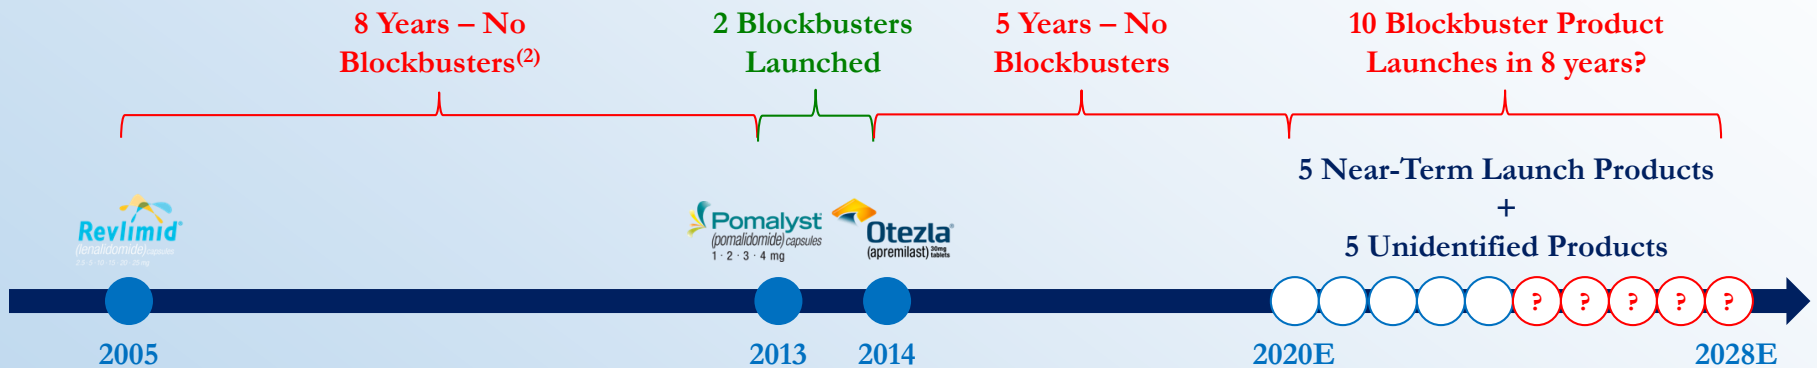 8 Years – No
Blockbusters(2)
2 Blockbusters
Launched
5 Years – No
Blockbusters
10 Blockbuster Product
Launches in 8 years?
5 Near-Term Launch Products
+
5 Unidentified Products
Revlimid®
(lenalidomide) capsules
Pomalyst®
(pomalidomide) capsules
1 · 2 · 3 · 4 mg
Otezla®
(apremilast) 30mg tablets
? ? ? ? ?
2005
2013
2014
2020E
2028E